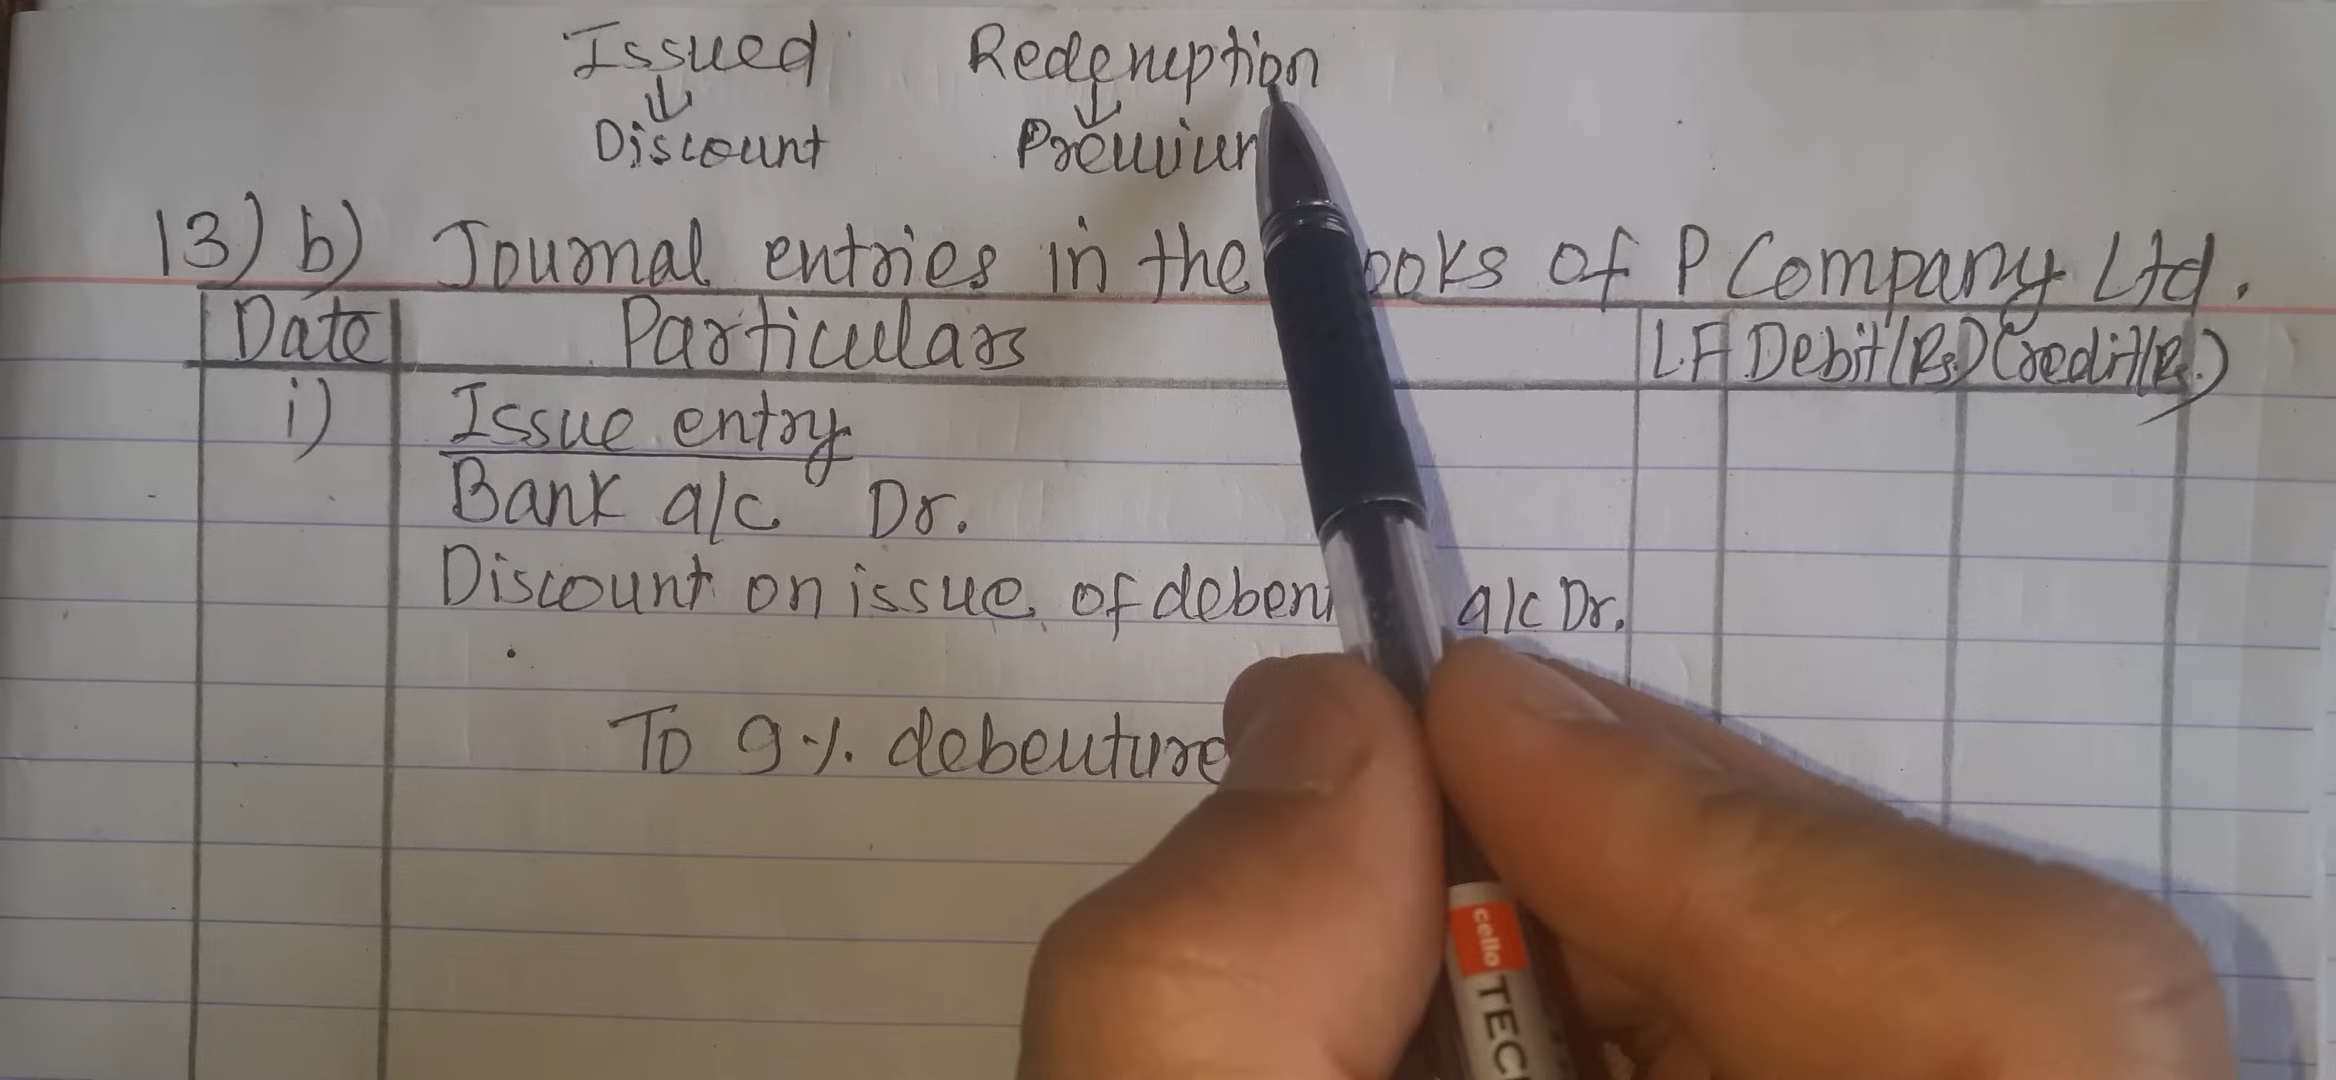 Issued Redemption
Discount Premium
13) b) Journal entries in the books of P Company Ltd.
Date Particulars L.F Debit(Rs.) Credit(Rs.)
i) Issue entry
Bank a/c Dr.
Discount on issue of debent a/c Dr.
To 9% debenture
cello
TEC